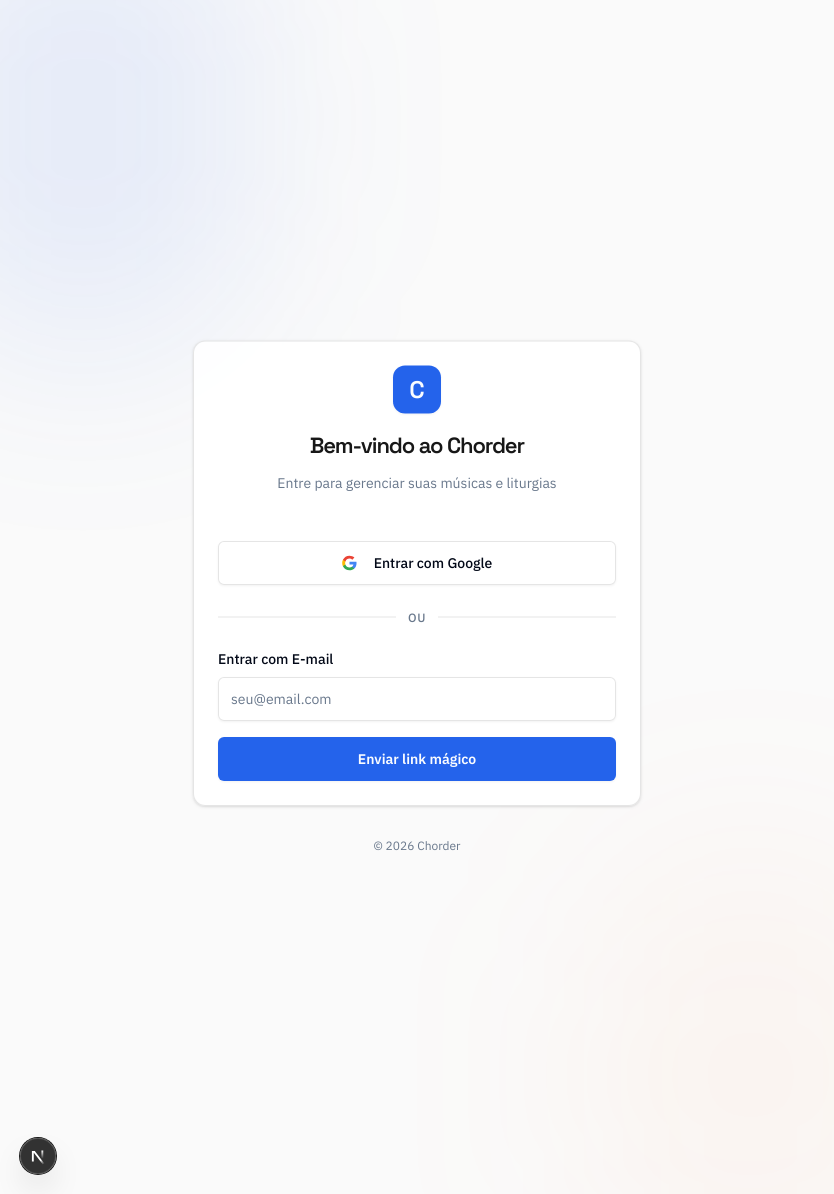 C
Bem-vindo ao Chorder
Entre para gerenciar suas músicas e liturgias
Entrar com Google
OU
Entrar com E-mail
seu@email.com
Enviar link mágico
© 2026 Chorder
N